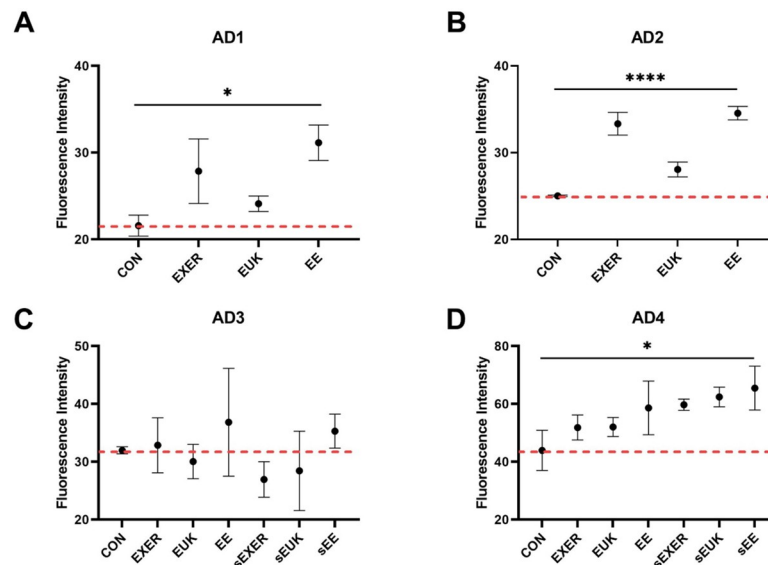 A
AD1
Fluorescence Intensity
40
30
20
*
CON
EXER
EUK
EE
B
AD2
Fluorescence Intensity
40
30
20
****
CON
EXER
EUK
EE
C
AD3
Fluorescence Intensity
50
40
30
20
CON
EXER
EUK
EE
sEXER
sEUK
sEE
D
AD4
Fluorescence Intensity
80
60
40
20
*
CON
EXER
EUK
EE
sEXER
sEUK
sEE